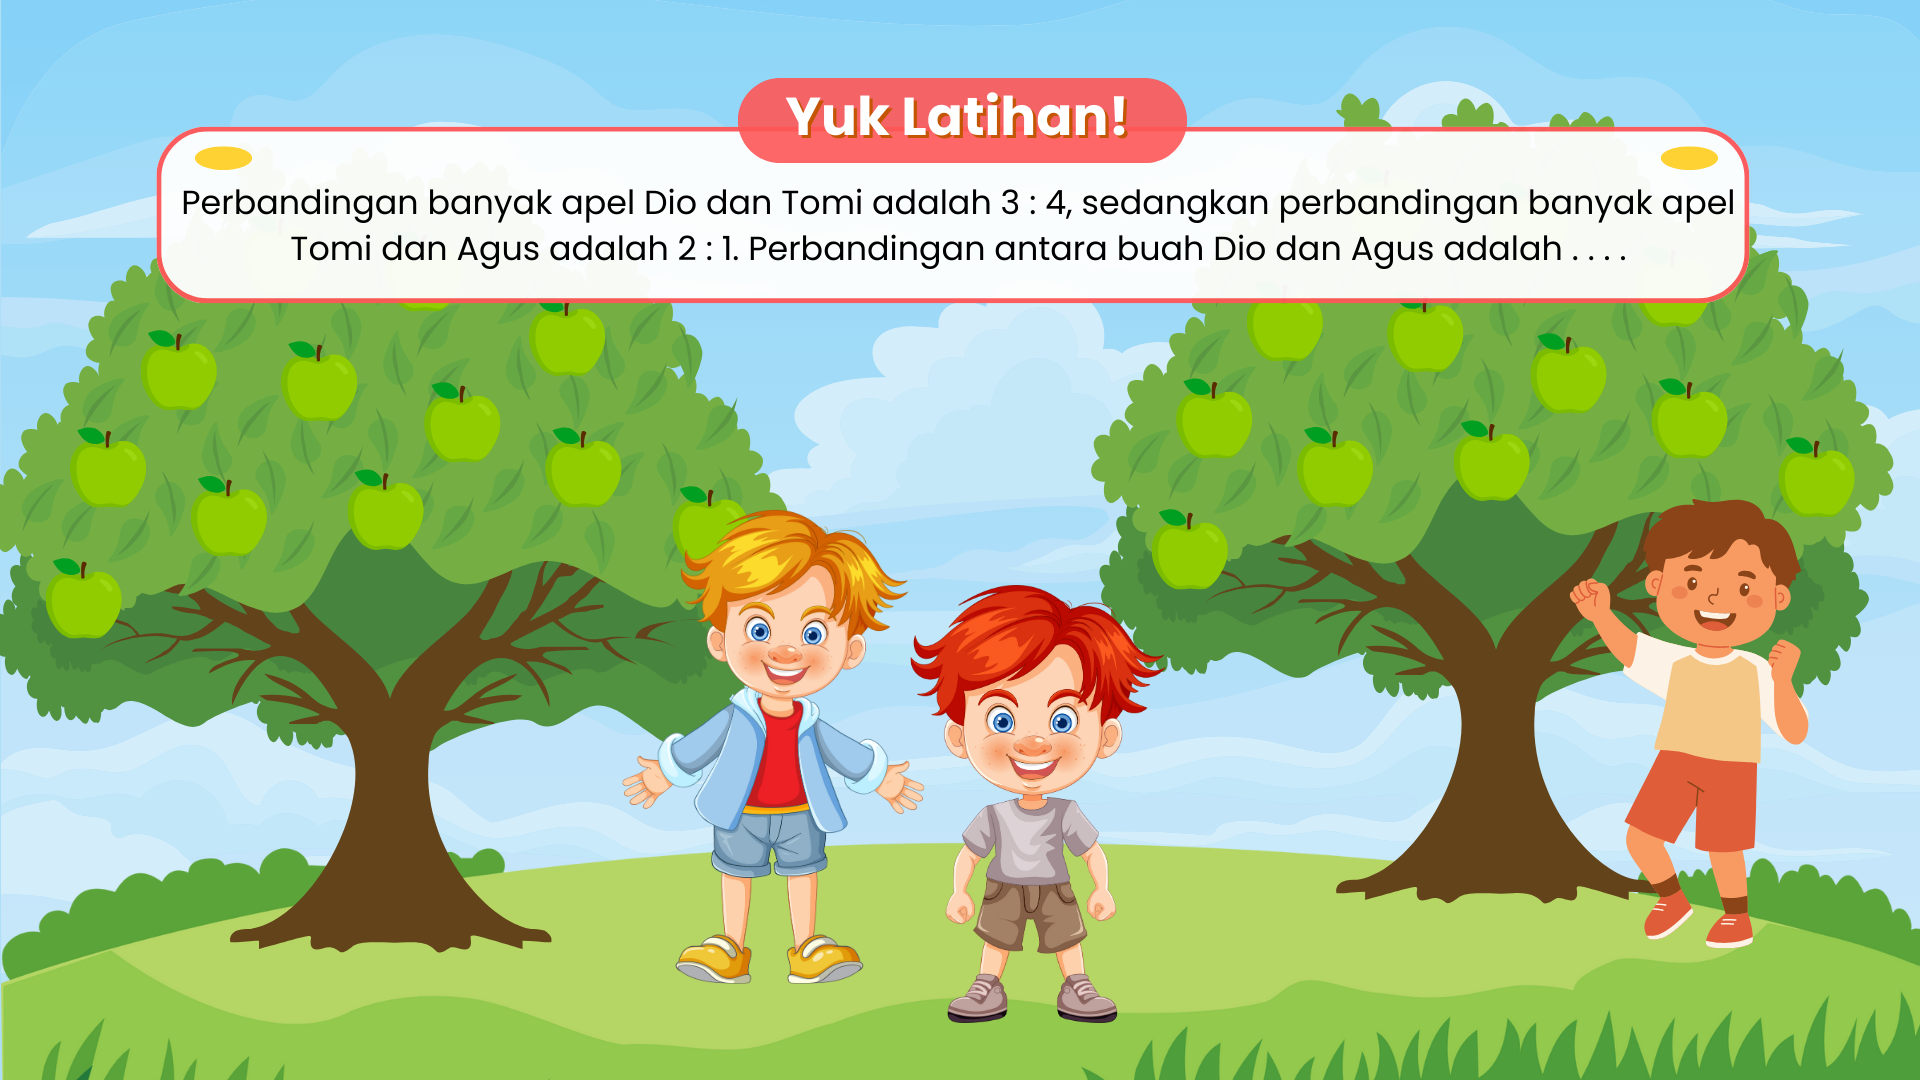 Yuk Latihan!
Perbandingan banyak apel Dio dan Tomi adalah 3 : 4, sedangkan perbandingan banyak apel
Tomi dan Agus adalah 2 : 1. Perbandingan antara buah Dio dan Agus adalah . . . .